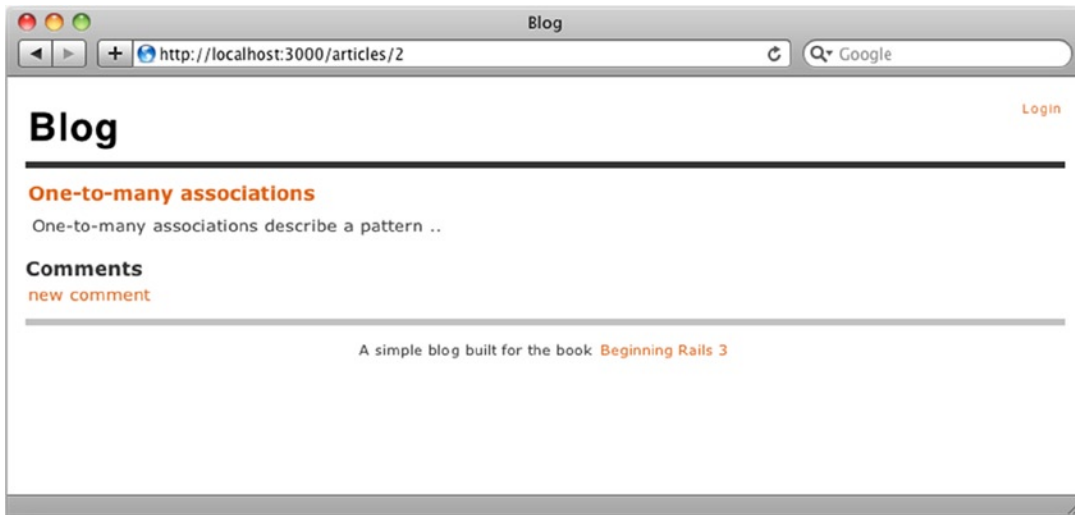 Blog
http://localhost:3000/articles/2
Google
Login
Blog
One-to-many associations
One-to-many associations describe a pattern ..
Comments
new comment
A simple blog built for the book Beginning Rails 3